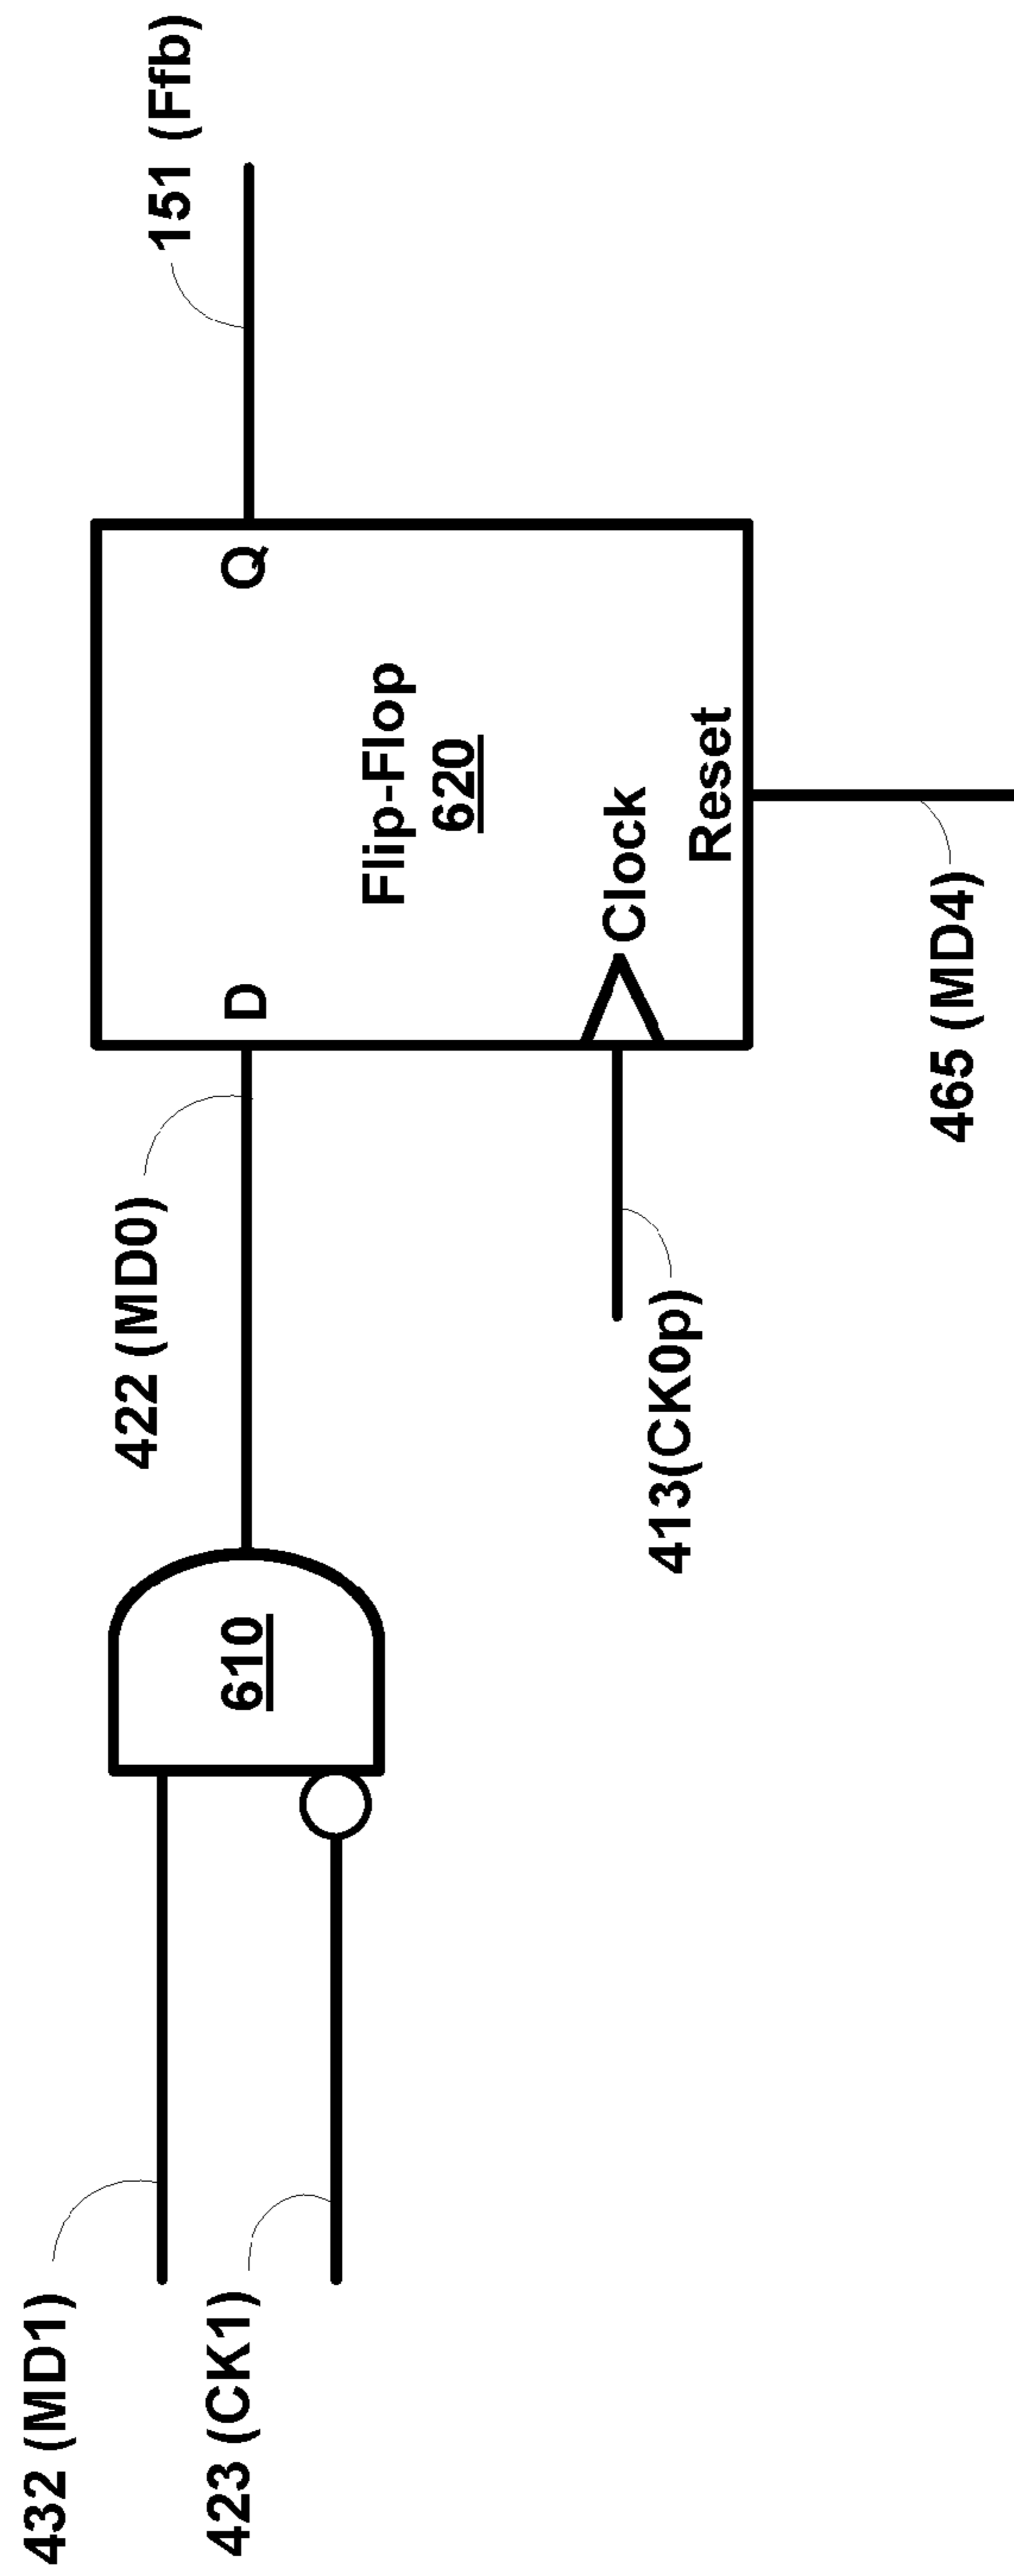 432 (MD1)
423 (CK1)
610
422 (MD0)
413(CK0p)
D
Q
Flip-Flop
620
Clock
Reset
151 (Ffb)
465 (MD4)